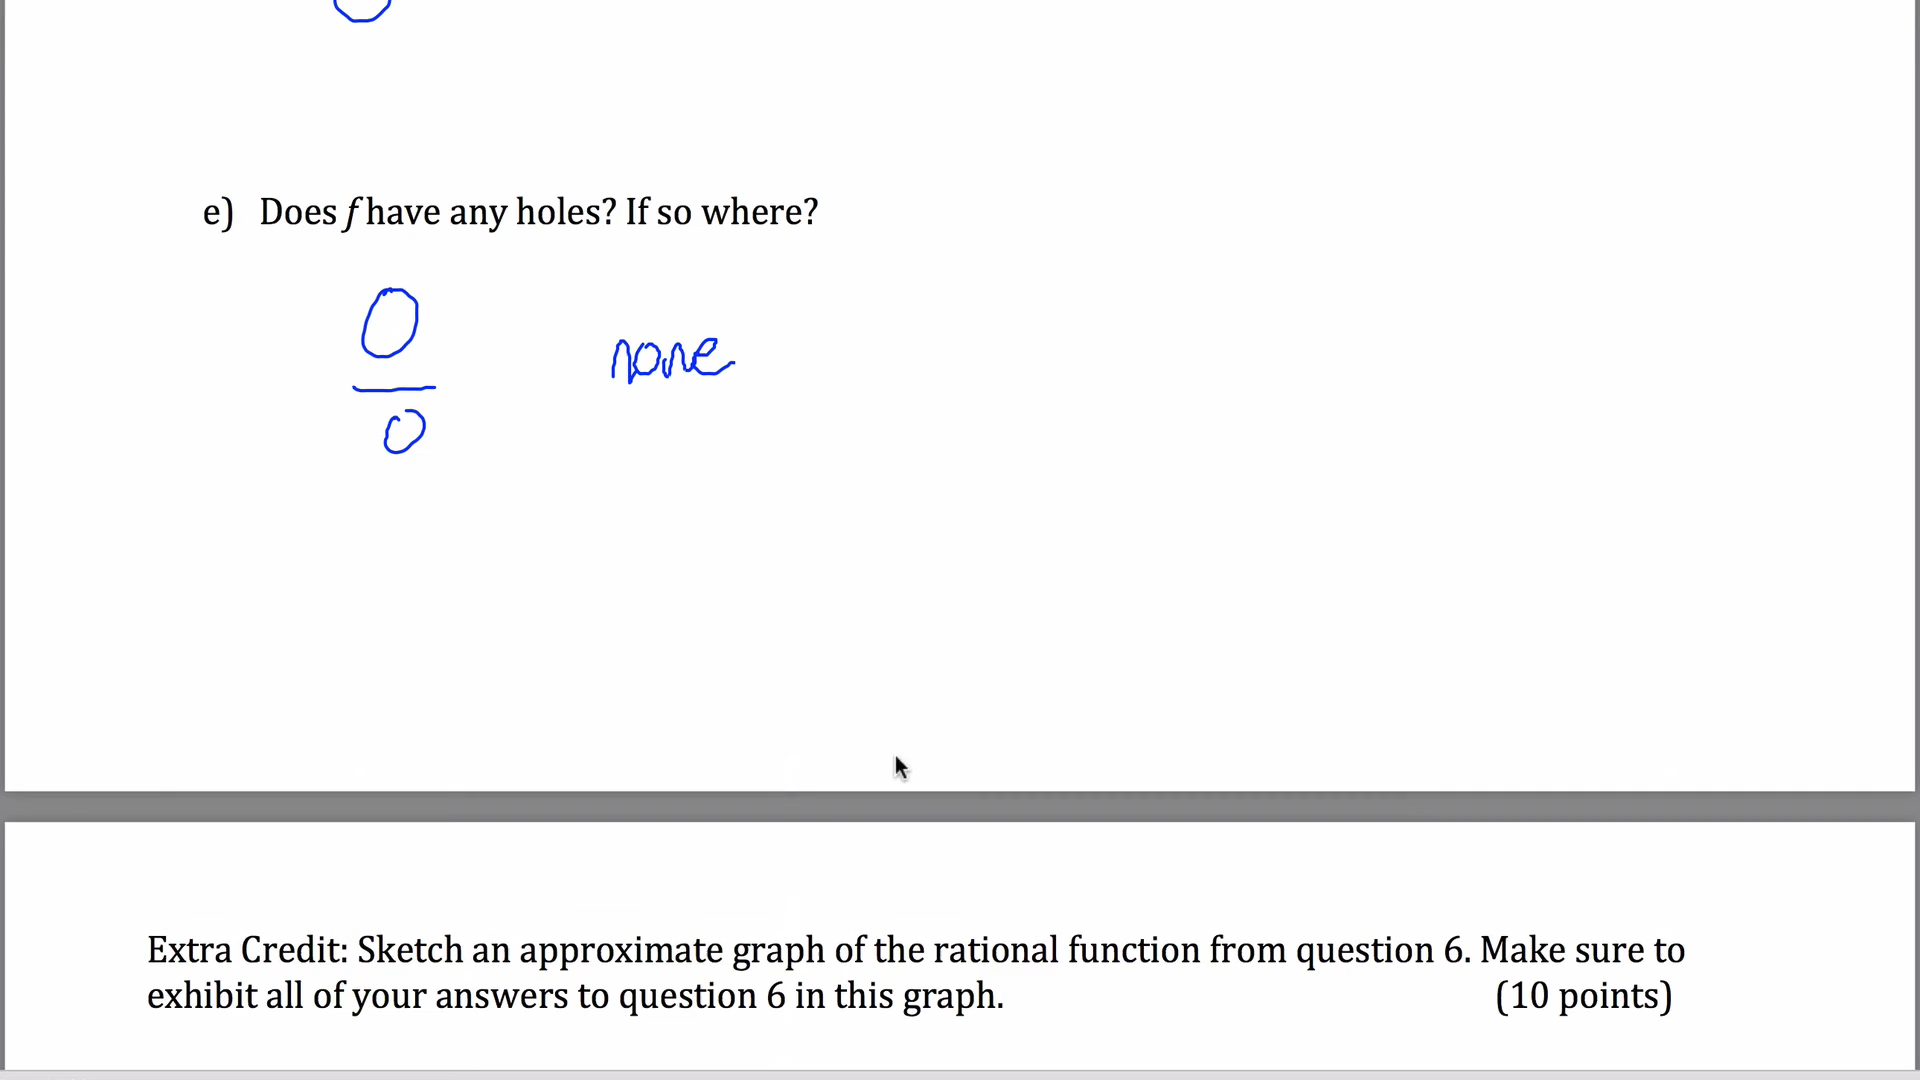 e) Does f have any holes? If so where?
0
0
none
Extra Credit: Sketch an approximate graph of the rational function from question 6. Make sure to
exhibit all of your answers to question 6 in this graph. (10 points)